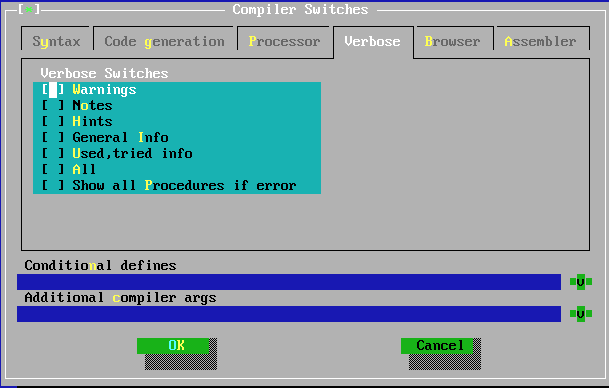 [■] Compiler Switches
Syntax Code generation Processor Verbose Browser Assembler
Verbose Switches
[ ] Warnings
[ ] Notes
[ ] Hints
[ ] General Info
[ ] Used,tried info
[ ] All
[ ] Show all Procedures if error
Conditional defines
Additional compiler args
OK Cancel